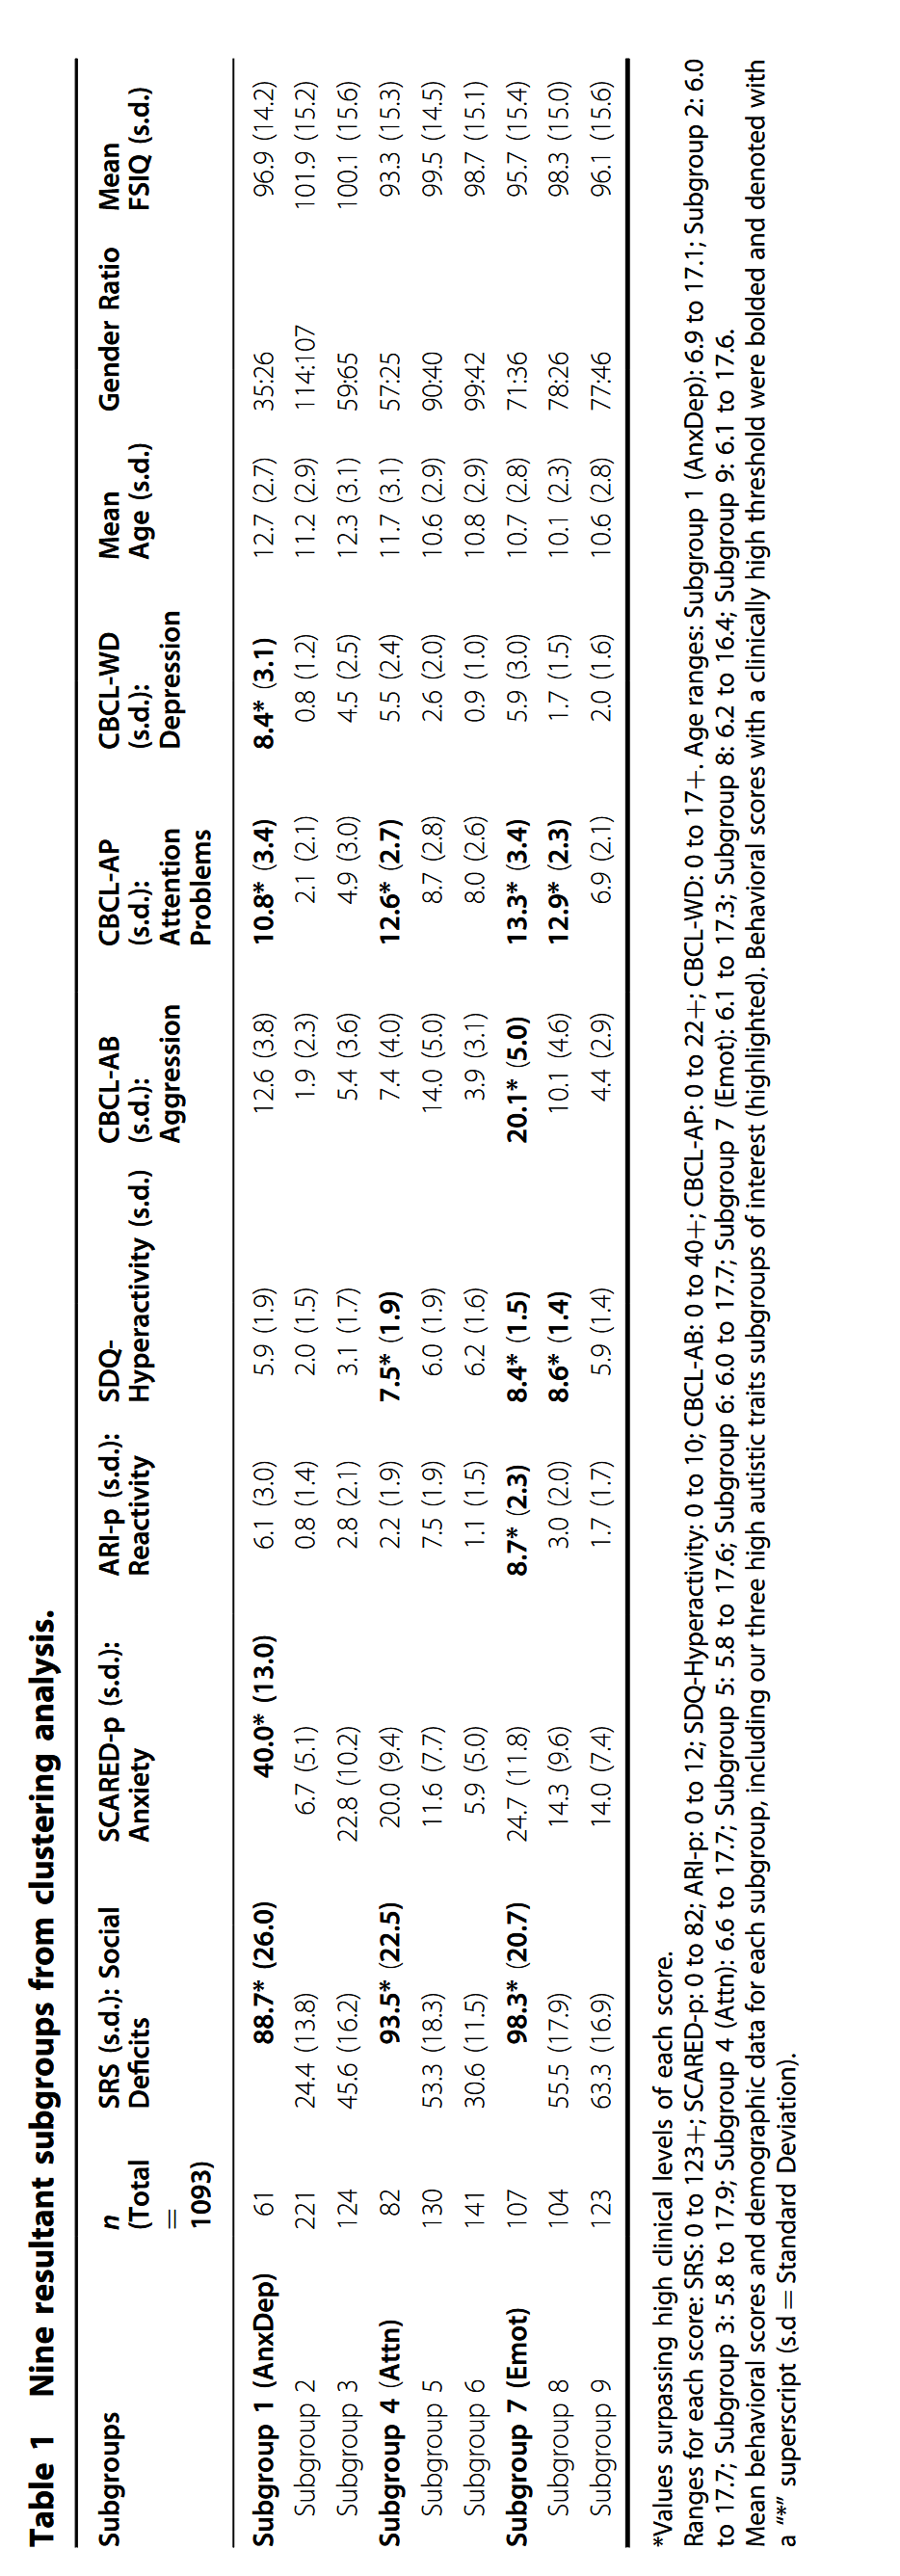 Table 1 Nine resultant subgroups from clustering analysis.
Subgroups n (Total = 1093) SRS (s.d.): Social Deficits SCARED-p (s.d.): Anxiety ARI-p (s.d.): Reactivity SDQ-Hyperactivity (s.d.) CBCL-AB (s.d.): Aggression CBCL-AP (s.d.): Attention Problems CBCL-WD (s.d.): Depression Mean Age (s.d.) Gender Ratio Mean FSIQ (s.d.)
Subgroup 1 (AnxDep) 61 88.7* (26.0) 40.0* (13.0) 6.1 (3.0) 5.9 (1.9) 12.6 (3.8) 10.8* (3.4) 8.4* (3.1) 12.7 (2.7) 35:26 96.9 (14.2)
Subgroup 2 221 24.4 (13.8) 6.7 (5.1) 0.8 (1.4) 2.0 (1.5) 1.9 (2.3) 2.1 (2.1) 0.8 (1.2) 11.2 (2.9) 114:107 101.9 (15.2)
Subgroup 3 124 45.6 (16.2) 22.8 (10.2) 2.8 (2.1) 3.1 (1.7) 5.4 (3.6) 4.9 (3.0) 4.5 (2.5) 12.3 (3.1) 59:65 100.1 (15.6)
Subgroup 4 (Attn) 82 93.5* (22.5) 20.0 (9.4) 2.2 (1.9) 7.5* (1.9) 7.4 (4.0) 12.6* (2.7) 5.5 (2.4) 11.7 (3.1) 57:25 93.3 (15.3)
Subgroup 5 130 53.3 (18.3) 11.6 (7.7) 7.5 (1.9) 6.0 (1.9) 14.0 (5.0) 8.7 (2.8) 2.6 (2.0) 10.6 (2.9) 90:40 99.5 (14.5)
Subgroup 6 141 30.6 (11.5) 5.9 (5.0) 1.1 (1.5) 6.2 (1.6) 3.9 (3.1) 8.0 (2.6) 0.9 (1.0) 10.8 (2.9) 99:42 98.7 (15.1)
Subgroup 7 (Emot) 107 98.3* (20.7) 24.7 (11.8) 8.7* (2.3) 8.4* (1.5) 20.1* (5.0) 13.3* (3.4) 5.9 (3.0) 10.7 (2.8) 71:36 95.7 (15.4)
Subgroup 8 104 55.5 (17.9) 14.3 (9.6) 3.0 (2.0) 8.6* (1.4) 10.1 (4.6) 12.9* (2.3) 1.7 (1.5) 10.1 (2.3) 78:26 98.3 (15.0)
Subgroup 9 123 63.3 (16.9) 14.0 (7.4) 1.7 (1.7) 5.9 (1.4) 4.4 (2.9) 6.9 (2.1) 2.0 (1.6) 10.6 (2.8) 77:46 96.1 (15.6)
*Values surpassing high clinical levels of each score.
Ranges for each score: SRS: 0 to 123+; SCARED-p: 0 to 82; ARI-p: 0 to 12; SDQ-Hyperactivity: 0 to 10; CBCL-AB: 0 to 40+; CBCL-AP: 0 to 22+; CBCL-WD: 0 to 17+. Age ranges: Subgroup 1 (AnxDep): 6.9 to 17.1; Subgroup 2: 6.0
to 17.7; Subgroup 3: 5.8 to 17.9; Subgroup 4 (Attn): 6.6 to 17.7; Subgroup 5: 5.8 to 17.6; Subgroup 6: 6.0 to 17.7; Subgroup 7 (Emot): 6.1 to 17.3; Subgroup 8: 6.2 to 16.4; Subgroup 9: 6.1 to 17.6.
Mean behavioral scores and demographic data for each subgroup, including our three high autistic traits subgroups of interest (highlighted). Behavioral scores with a clinically high threshold were bolded and denoted with
a “*” superscript (s.d = Standard Deviation).